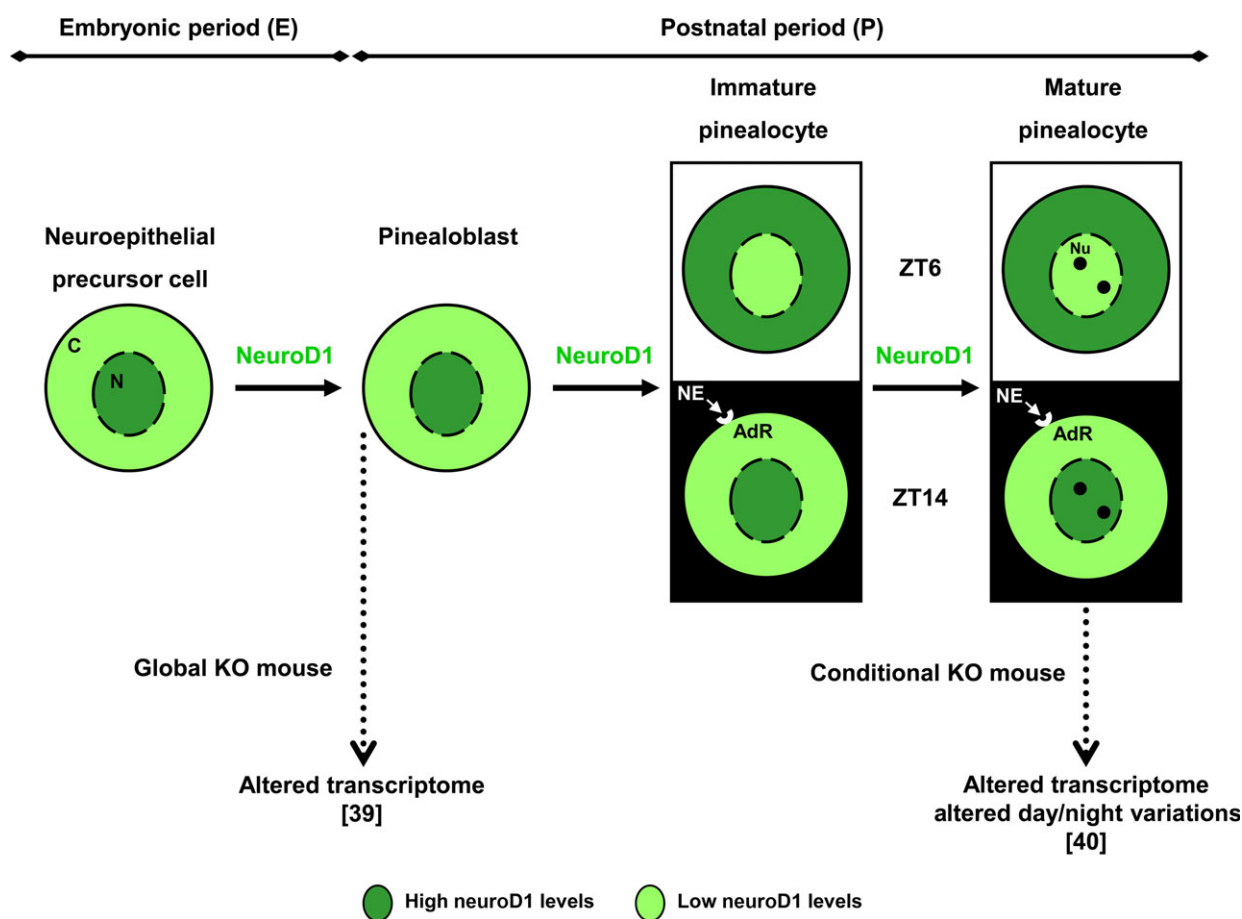 Embryonic period (E)
Postnatal period (P)
Immature
pinealocyte
Mature
pinealocyte
Neuroepithelial
precursor cell
Pinealoblast
C
N
NeuroD1
NeuroD1
ZT6
NeuroD1
Nu
NE
AdR
ZT14
NE
AdR
Global KO mouse
Conditional KO mouse
Altered transcriptome
[39]
Altered transcriptome
altered day/night variations
[40]
High neuroD1 levels
Low neuroD1 levels